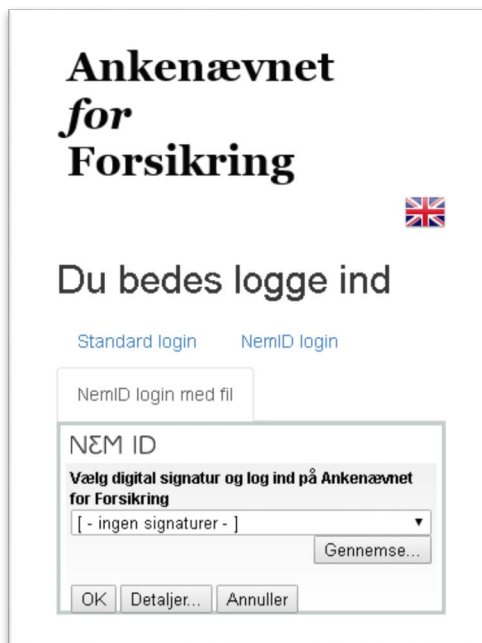 Ankenævnet
for
Forsikring
Du bedes logge ind
Standard login NemID login
NemID login med fil
NEM ID
Vælg digital signatur og log ind på Ankenævnet
for Forsikring
[ - ingen signaturer - ]
Gennemse...
OK Detaljer... Annuller